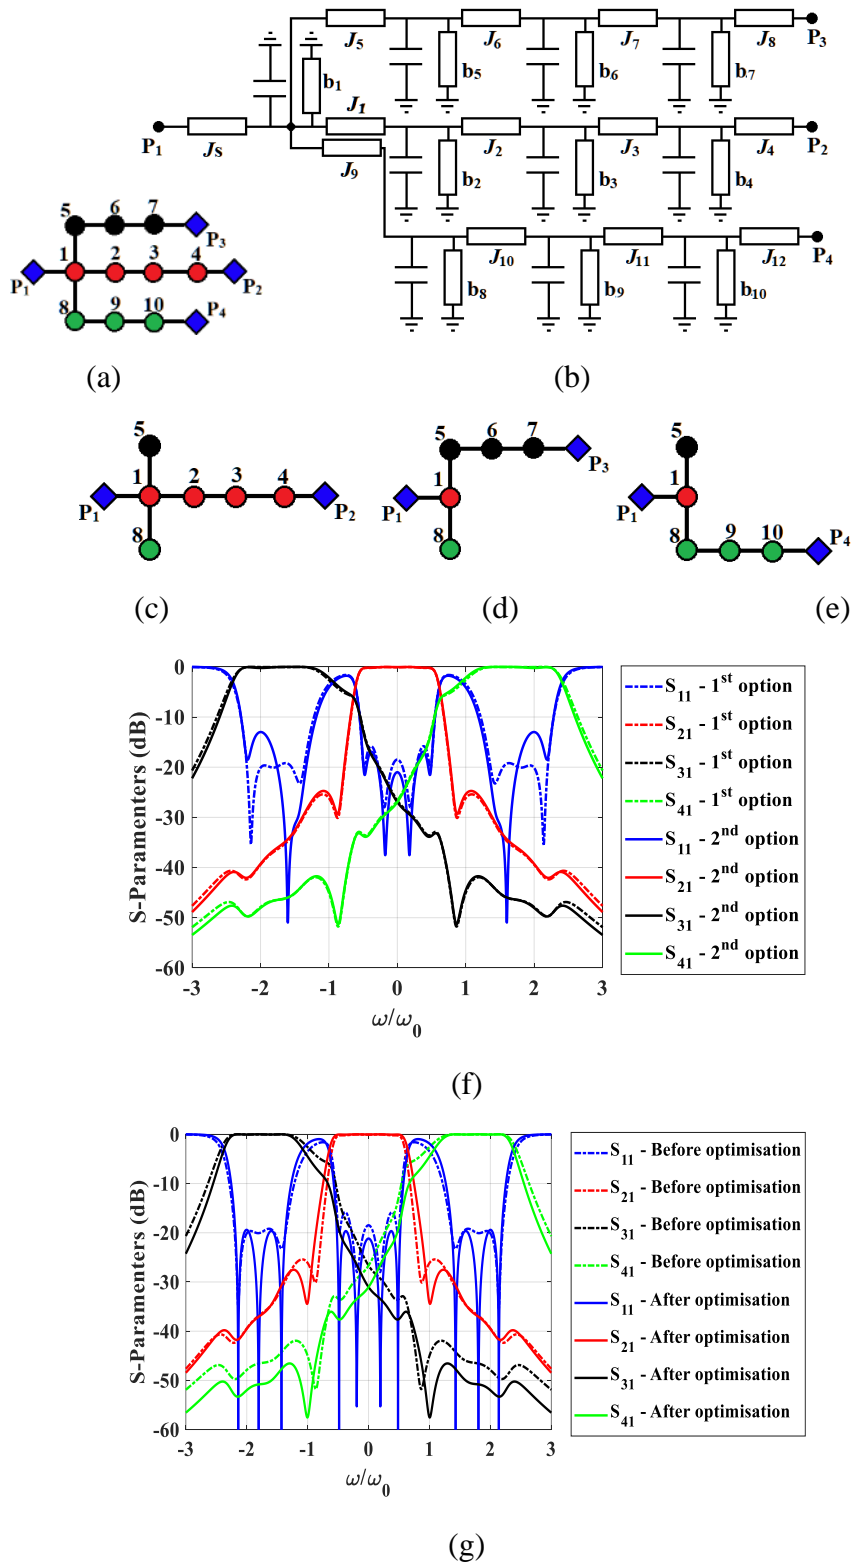 J5 J6 J7 J8 P3
b1 b5 b6 b7
P1 JS J1 J2 J3 J4 P2
J9 b2 b3 b4
J10 J11 J12 P4
b8 b9 b10
5 6 7 P3
1 2 3 4
P1 P2
8 9 10 P4
(a) (b)
5
1 2 3 4
P1 P2
8
(c)
5 6 7
P3
1
P1
8
(d)
5
1
P1
8 9 10 P4
(e)
S-Paramenters (dB)
0
-10
-20
-30
-40
-50
-60
-3 -2 -1 0 1 2 3
ω/ω0
S11 - 1st option
S21 - 1st option
S31 - 1st option
S41 - 1st option
S11 - 2nd option
S21 - 2nd option
S31 - 2nd option
S41 - 2nd option
(f)
S-Paramenters (dB)
0
-10
-20
-30
-40
-50
-60
-3 -2 -1 0 1 2 3
ω/ω0
S11 - Before optimisation
S21 - Before optimisation
S31 - Before optimisation
S41 - Before optimisation
S11 - After optimisation
S21 - After optimisation
S31 - After optimisation
S41 - After optimisation
(g)